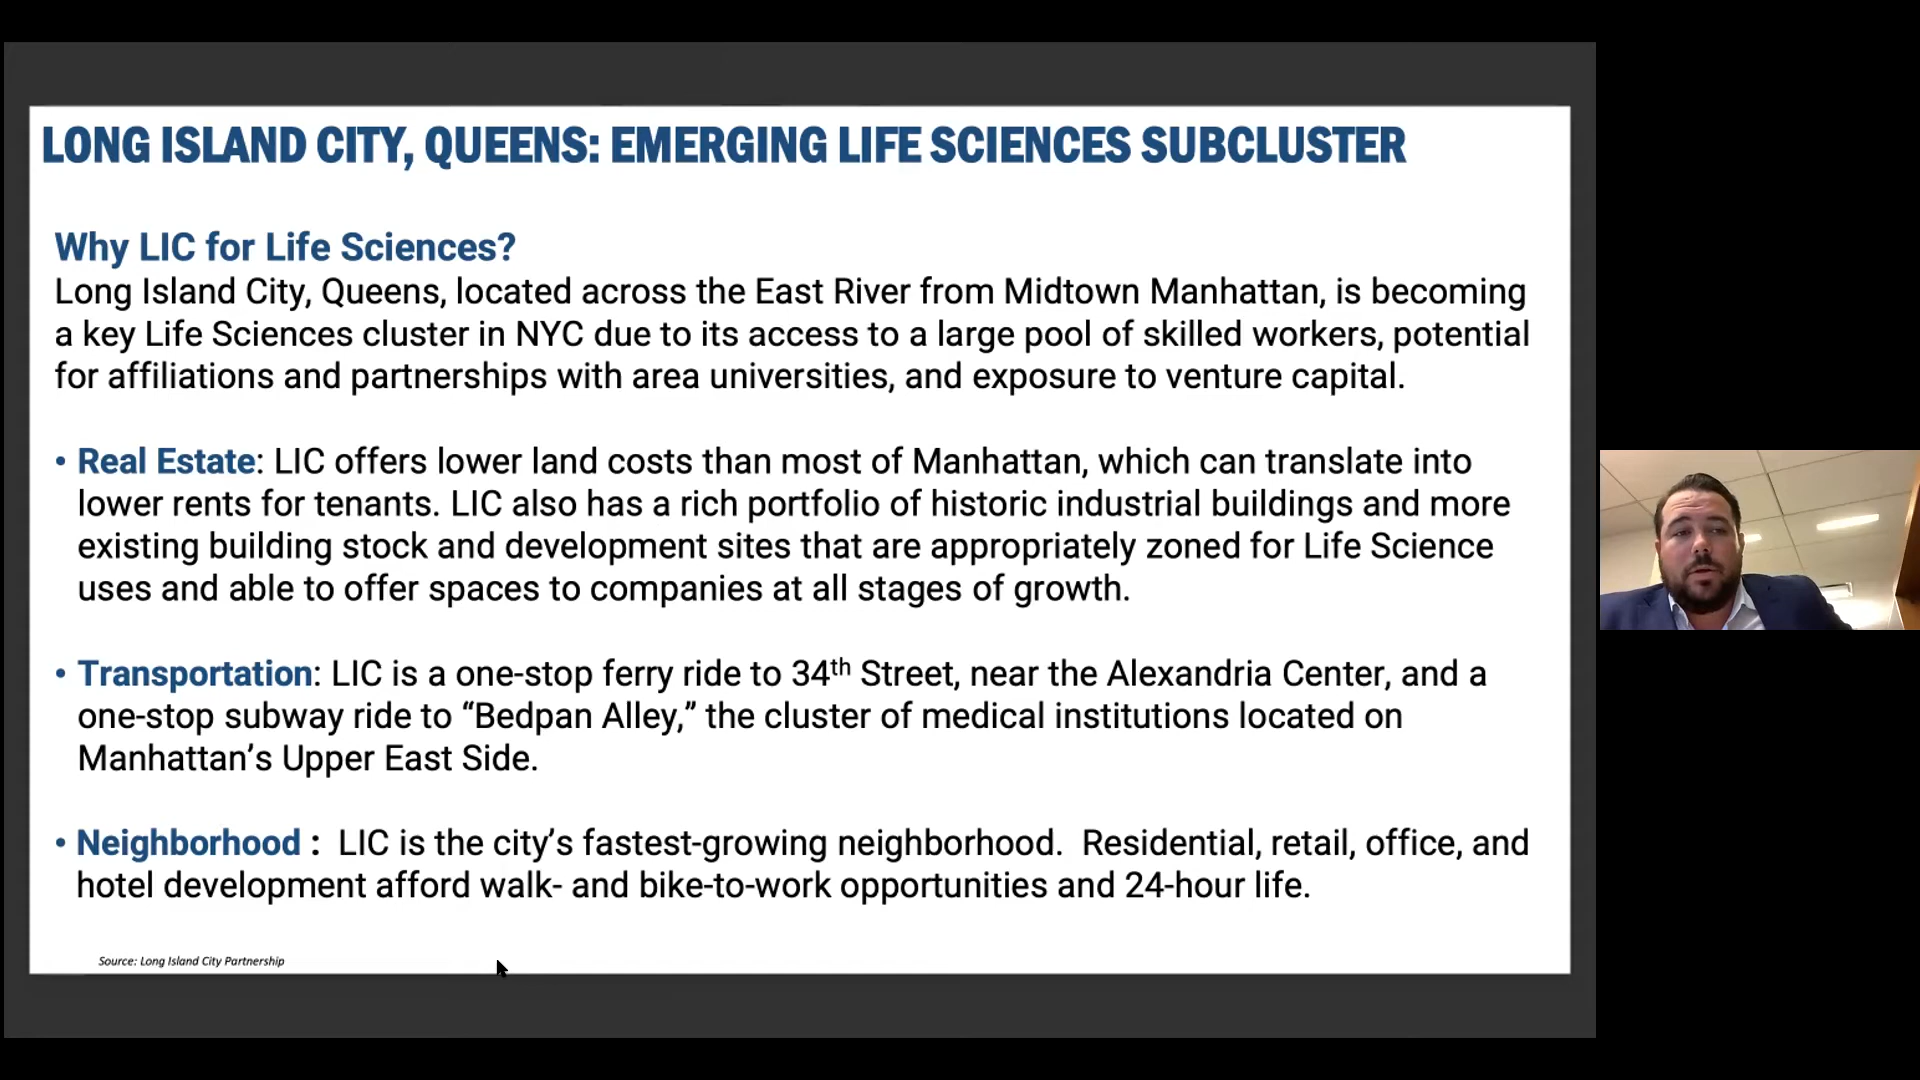 LONG ISLAND CITY, QUEENS: EMERGING LIFE SCIENCES SUBCLUSTER
Why LIC for Life Sciences?
Long Island City, Queens, located across the East River from Midtown Manhattan, is becoming
a key Life Sciences cluster in NYC due to its access to a large pool of skilled workers, potential
for affiliations and partnerships with area universities, and exposure to venture capital.
• Real Estate: LIC offers lower land costs than most of Manhattan, which can translate into
lower rents for tenants. LIC also has a rich portfolio of historic industrial buildings and more
existing building stock and development sites that are appropriately zoned for Life Science
uses and able to offer spaces to companies at all stages of growth.
• Transportation: LIC is a one-stop ferry ride to 34th Street, near the Alexandria Center, and a
one-stop subway ride to “Bedpan Alley,” the cluster of medical institutions located on
Manhattan’s Upper East Side.
• Neighborhood : LIC is the city’s fastest-growing neighborhood. Residential, retail, office, and
hotel development afford walk- and bike-to-work opportunities and 24-hour life.
Source: Long Island City Partnership